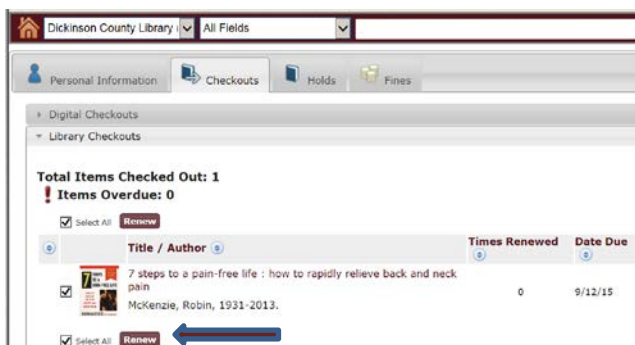 Dickinson County Library
All Fields
Personal Information
Checkouts
Holds
Fines
Digital Checkouts
Library Checkouts
Total Items Checked Out: 1
Items Overdue: 0
Select All Renew
Title / Author
Times Renewed
Date Due
7 steps to a pain-free life : how to rapidly relieve back and neck
pain
McKenzie, Robin, 1931-2013.
0
9/12/15
Select All Renew